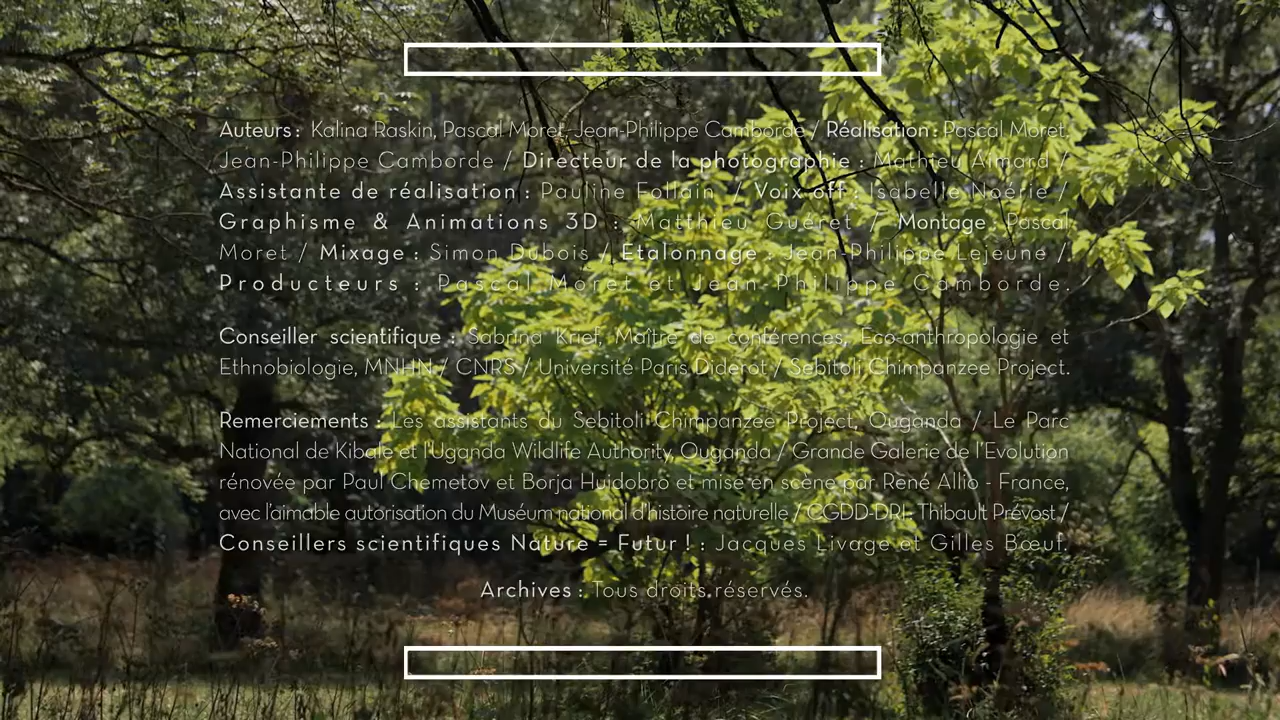 Auteurs : Kalina Raskin, Pascal Moret, Jean-Philippe Camborde / Réalisation : Pascal Moret,
Jean-Philippe Camborde / Directeur de la photographie : Mathieu Aimard /
Assistante de réalisation : Pauline Follain / Voix off : Isabelle Noérie /
Graphisme & Animations 3D : Matthieu Guéret / Montage : Pascal
Moret / Mixage : Simon Dubois / Etalonnage : Jean-Philippe Lejeune /
Producteurs : Pascal Moret et Jean-Philippe Camborde.
Conseiller scientifique : Sabrina Krief, Maître de conférences, Eco-anthropologie et
Ethnobiologie, MNHN / CNRS / Université Paris Diderot / Sebitoli Chimpanzee Project.
Remerciements : Les assistants du Sebitoli Chimpanzee Project, Ouganda / Le Parc
National de Kibale et l'Uganda Wildlife Authority, Ouganda / Grande Galerie de l'Evolution
rénovée par Paul Chemetov et Borja Huidobro et mise en scène par René Allio - France,
avec l'aimable autorisation du Muséum national d'histoire naturelle / CGDD-DRI- Thibault Prévost /
Conseillers scientifiques Nature = Futur ! : Jacques Livage et Gilles Bœuf.
Archives : Tous droits réservés.